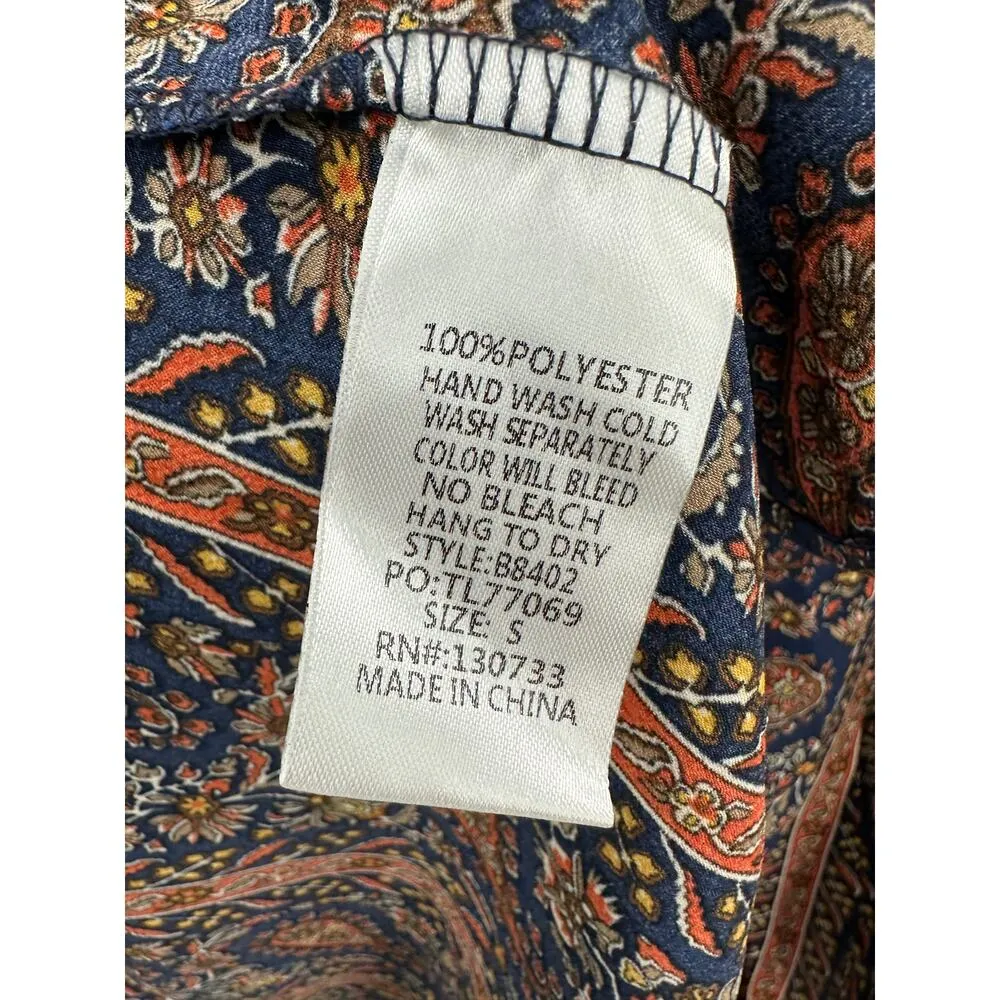 100%POLYESTER
HAND WASH COLD
WASH SEPARATELY
COLOR WILL BLEED
NO BLEACH
HANG TO DRY
STYLE:B8402
PO:TL77069
SIZE: S
RN#:130733
MADE IN CHINA